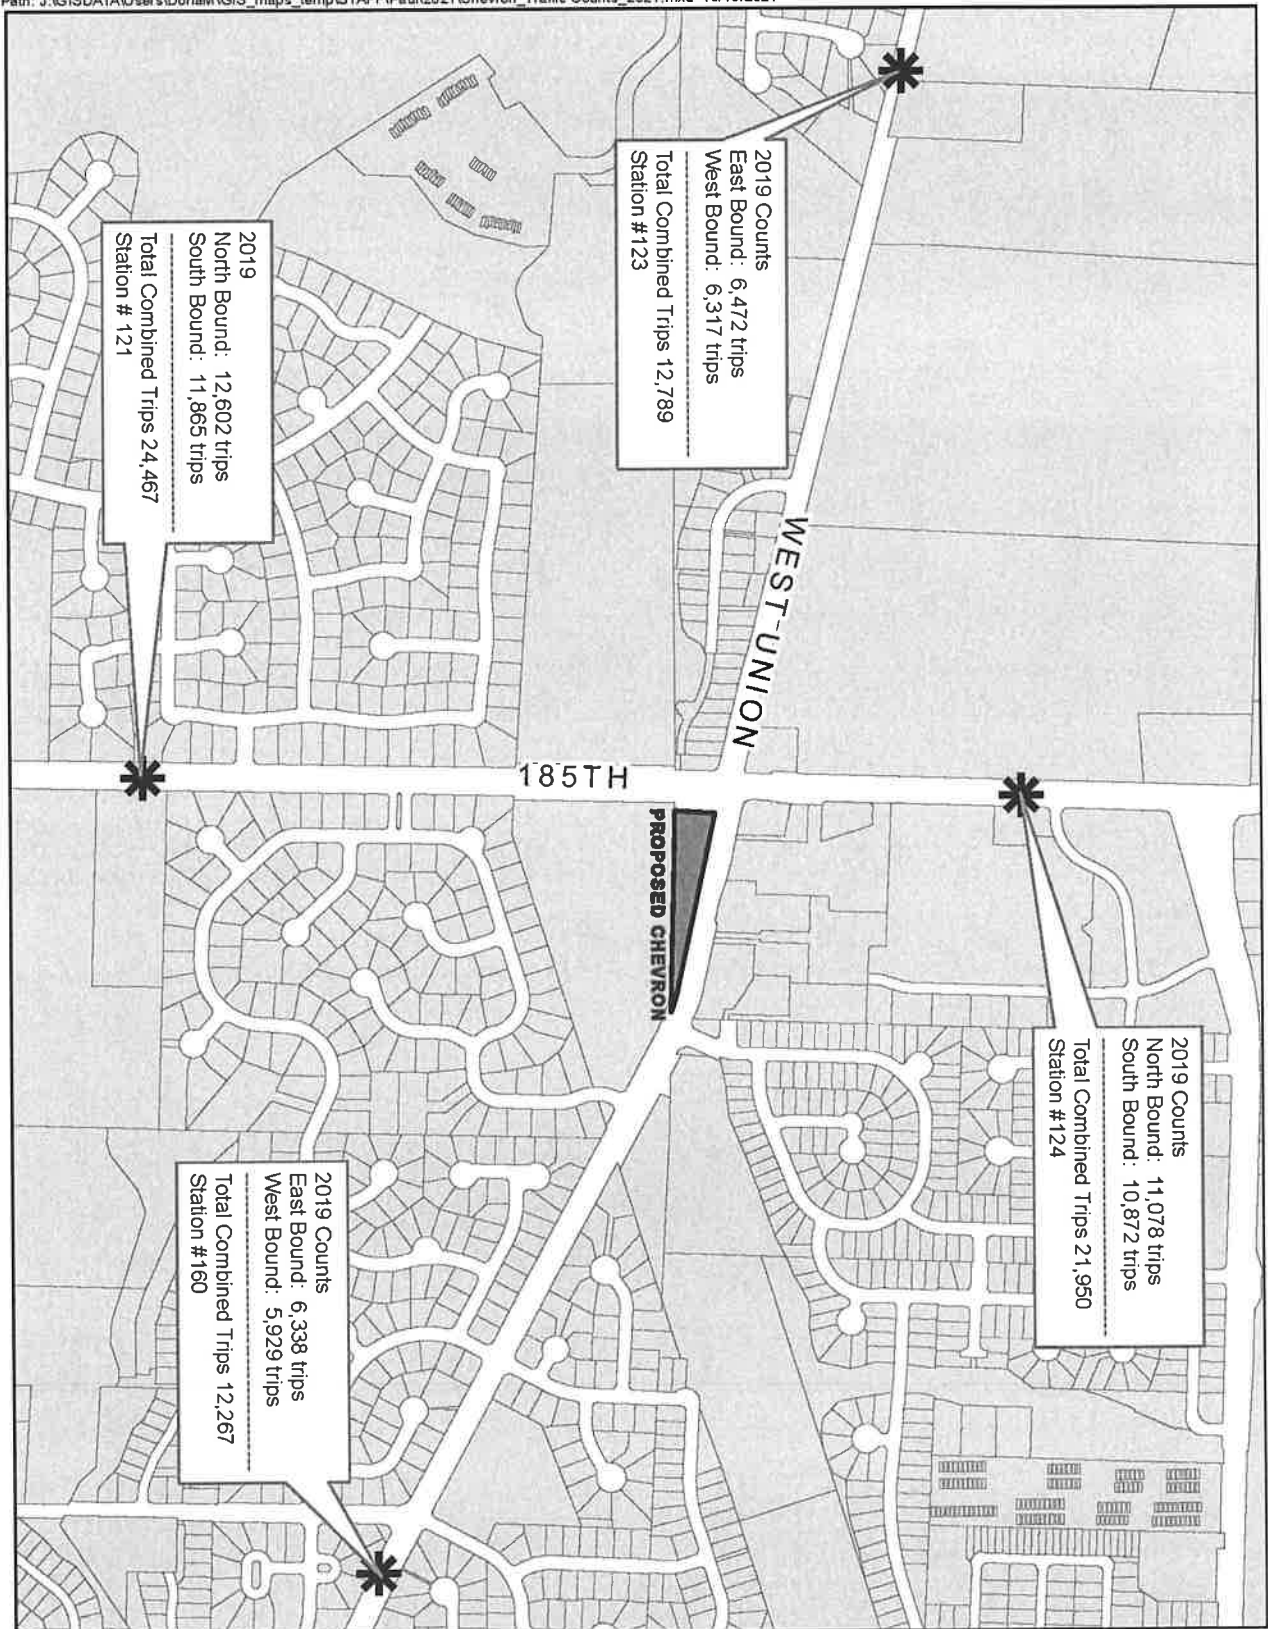 2019 Counts
East Bound: 6,472 trips
West Bound: 6,317 trips
Total Combined Trips 12,789
Station #123
2019 Counts
North Bound: 11,078 trips
South Bound: 10,872 trips
Total Combined Trips 21,950
Station #124
WEST UNION
185TH
PROPOSED CHEVRON
2019
North Bound: 12,602 trips
South Bound: 11,865 trips
Total Combined Trips 24,467
Station # 121
2019 Counts
East Bound: 6,338 trips
West Bound: 5,929 trips
Total Combined Trips 12,267
Station #160